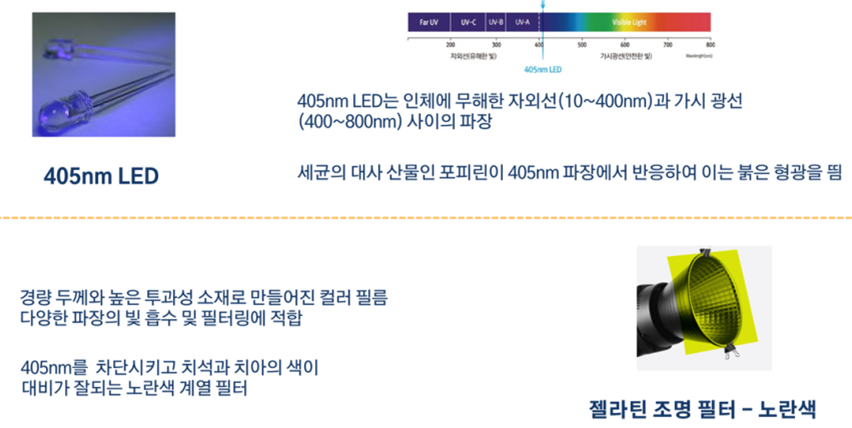 Far UV UV-C UV-B UV-A Visible Light
200 300 400 500 600 700 800
자외선(유해한 빛) 가시광선(안전한 빛) Wavelength(nm)
405nm LED
405nm LED는 인체에 무해한 자외선(10~400nm)과 가시 광선
(400~800nm) 사이의 파장
405nm LED
세균의 대사 산물인 포피린이 405nm 파장에서 반응하여 이는 붉은 형광을 띔
경량 두께와 높은 투과성 소재로 만들어진 컬러 필름
다양한 파장의 빛 흡수 및 필터링에 적합
405nm를 차단시키고 치석과 치아의 색이
대비가 잘되는 노란색 계열 필터
젤라틴 조명 필터 – 노란색